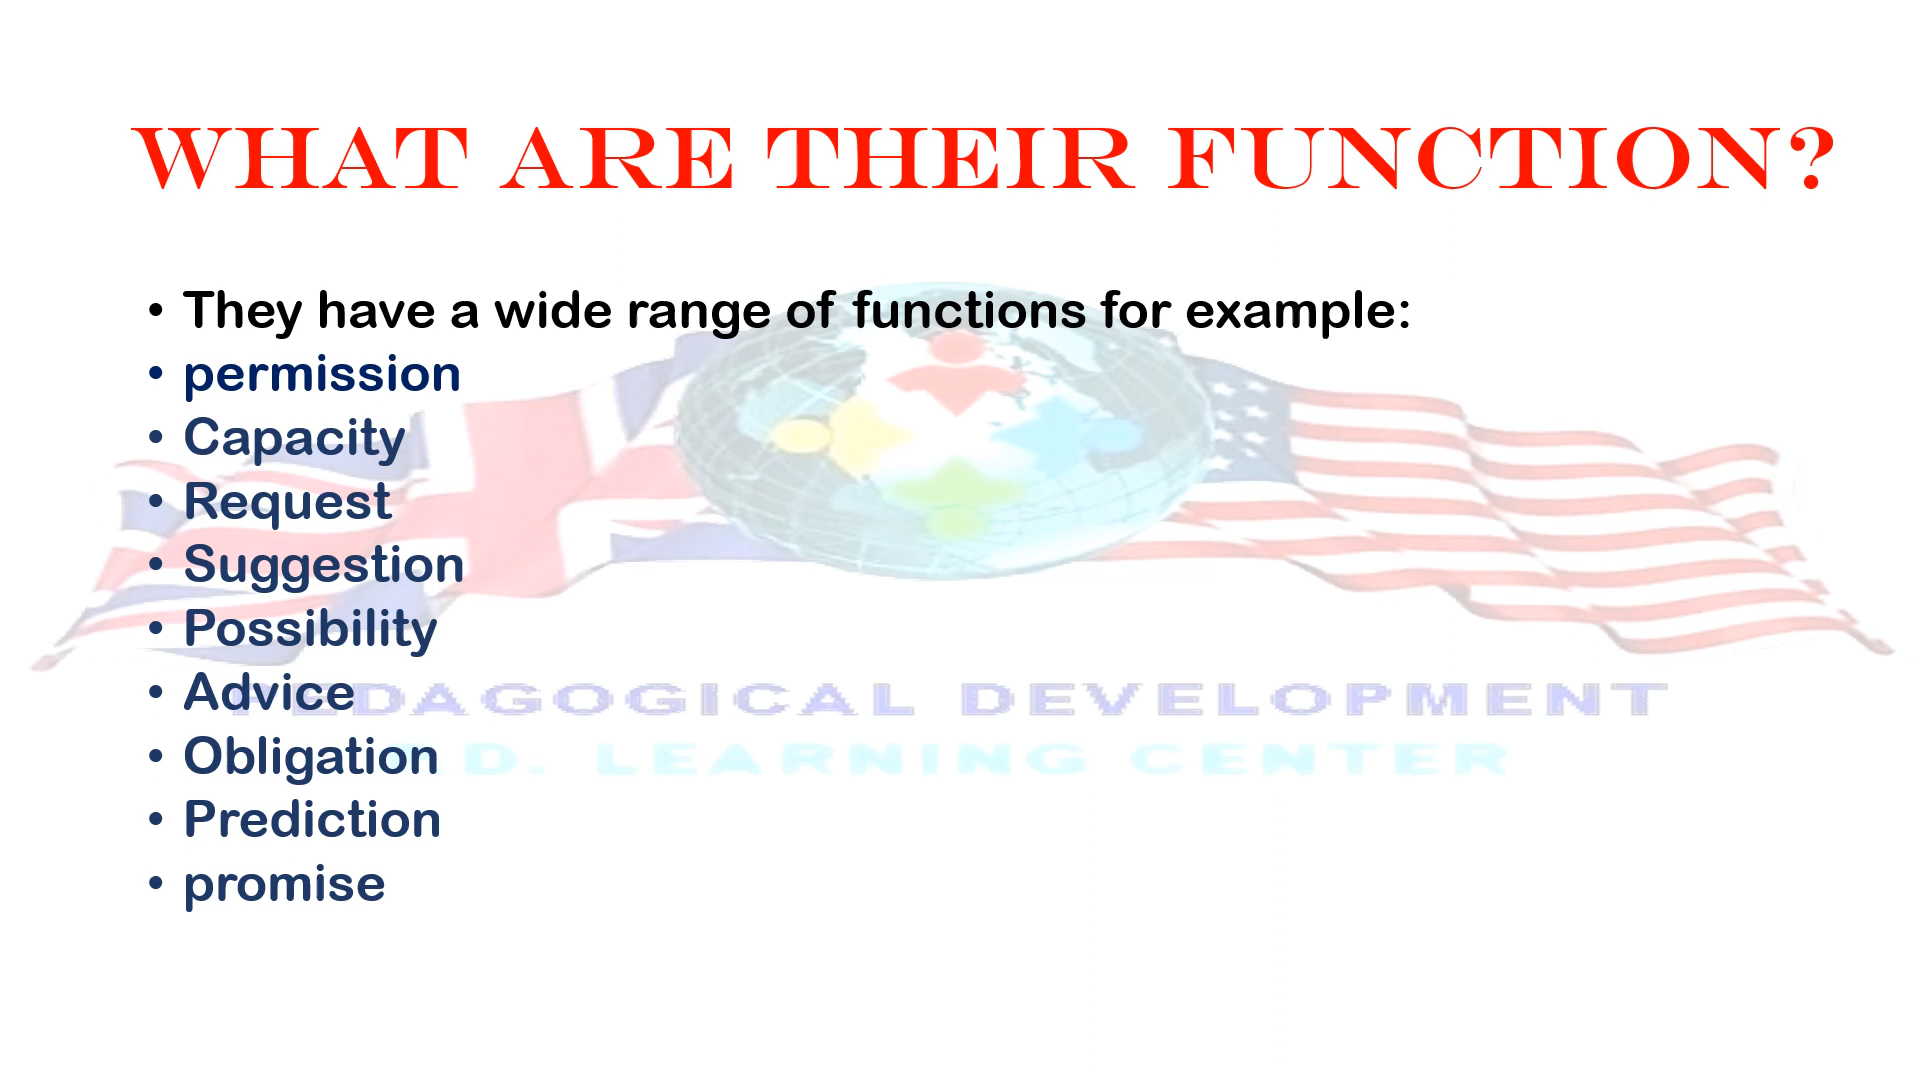 WHAT ARE THEIR FUNCTION?
• They have a wide range of functions for example:
• permission
• Capacity
• Request
• Suggestion
• Possibility
• Advice
• Obligation
• Prediction
• promise
PEDAGOGICAL DEVELOPMENT
.D. LEARNING CENTER